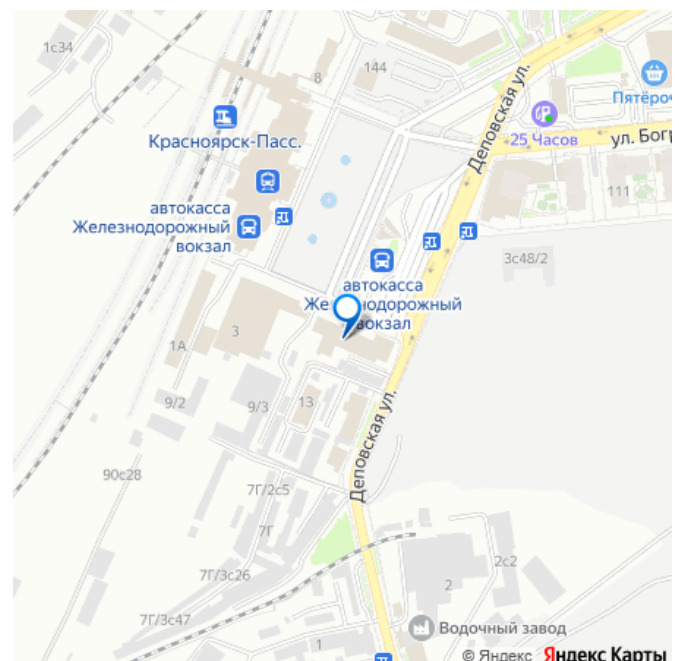 1с34
144
8
Деповская ул.
Пятёроч
Красноярск-Пасс.
25 Часов
ул. Богр
111
автокасса
Железнодорожный
вокзал
3с48/2
автокасса
Железнодорожный
вокзал
3
1А
9/2
9/3
13
Деповская ул.
90с28
7Г/2с5
7Г
7Г/3с26
2с2
2
7Г/3с47
Водочный завод
1
© Яндекс Яндекс Карты